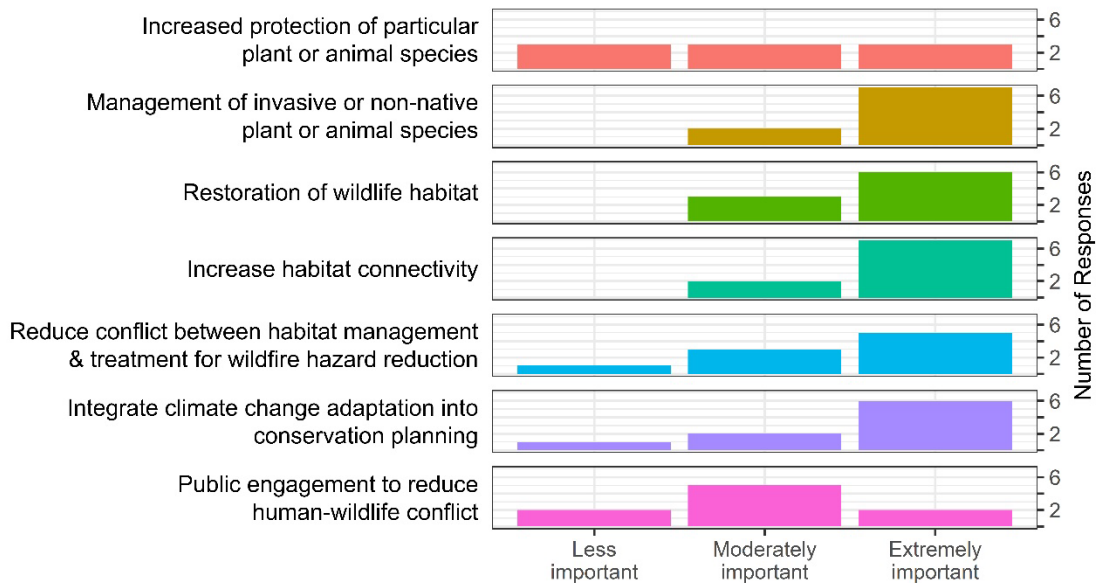 Increased protection of particular
plant or animal species
6
2
Management of invasive or non-native
plant or animal species
6
2
Restoration of wildlife habitat
6
2
Increase habitat connectivity
6
2
Reduce conflict between habitat management
& treatment for wildfire hazard reduction
6
2
Integrate climate change adaptation into
conservation planning
6
2
Public engagement to reduce
human-wildlife conflict
6
2
Number of Responses
Less
important
Moderately
important
Extremely
important